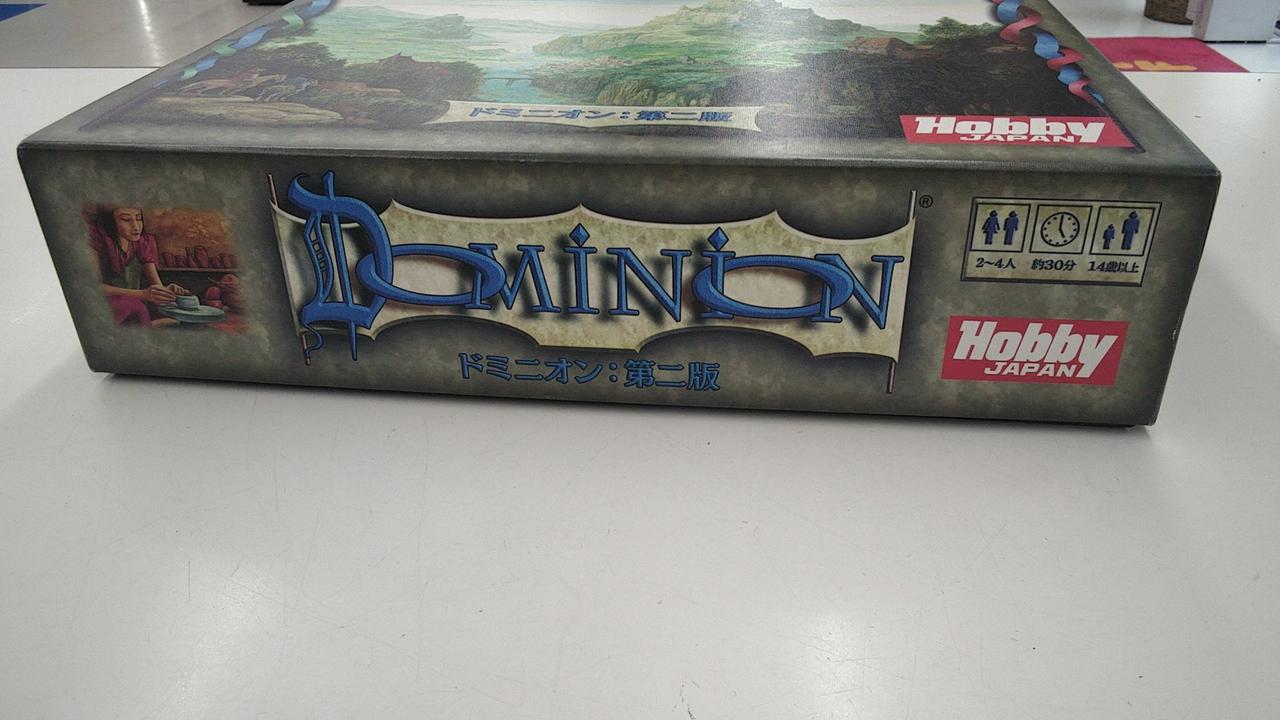 ドミニオン：第二版
Hobby
JAPAN
DOMINION®
2〜4人 約30分 14歳以上
ドミニオン：第二版
Hobby
JAPAN